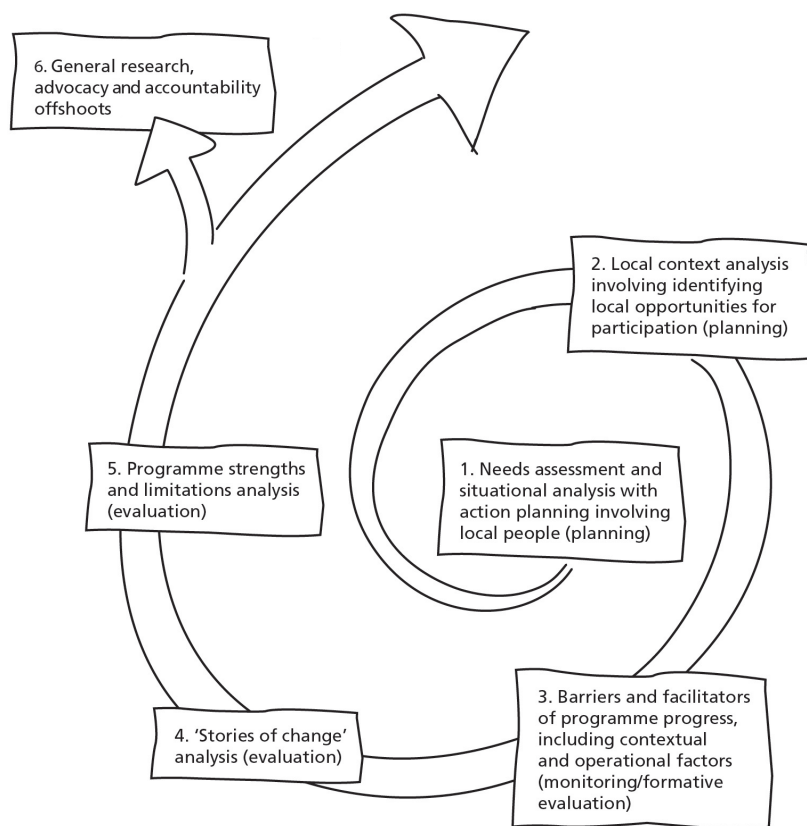 6. General research,
advocacy and accountability
offshoots
2. Local context analysis
involving identifying
local opportunities for
participation (planning)
1. Needs assessment and
situational analysis with
action planning involving
local people (planning)
5. Programme strengths
and limitations analysis
(evaluation)
3. Barriers and facilitators
of programme progress,
including contextual
and operational factors
(monitoring/formative
evaluation)
4. ‘Stories of change’
analysis (evaluation)